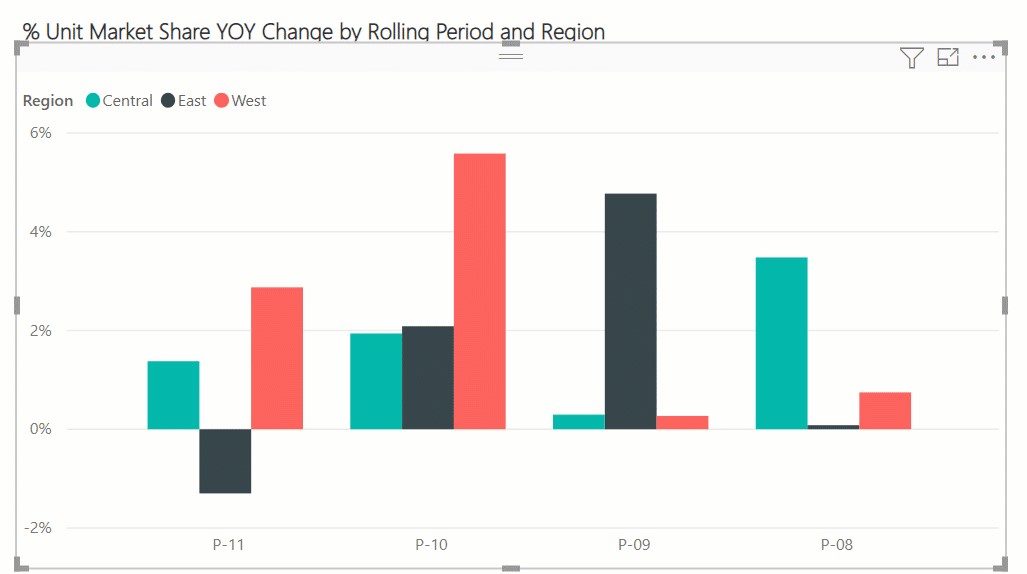 % Unit Market Share YOY Change by Rolling Period and Region
Region Central East West
6%
4%
2%
0%
-2%
P-11 P-10 P-09 P-08